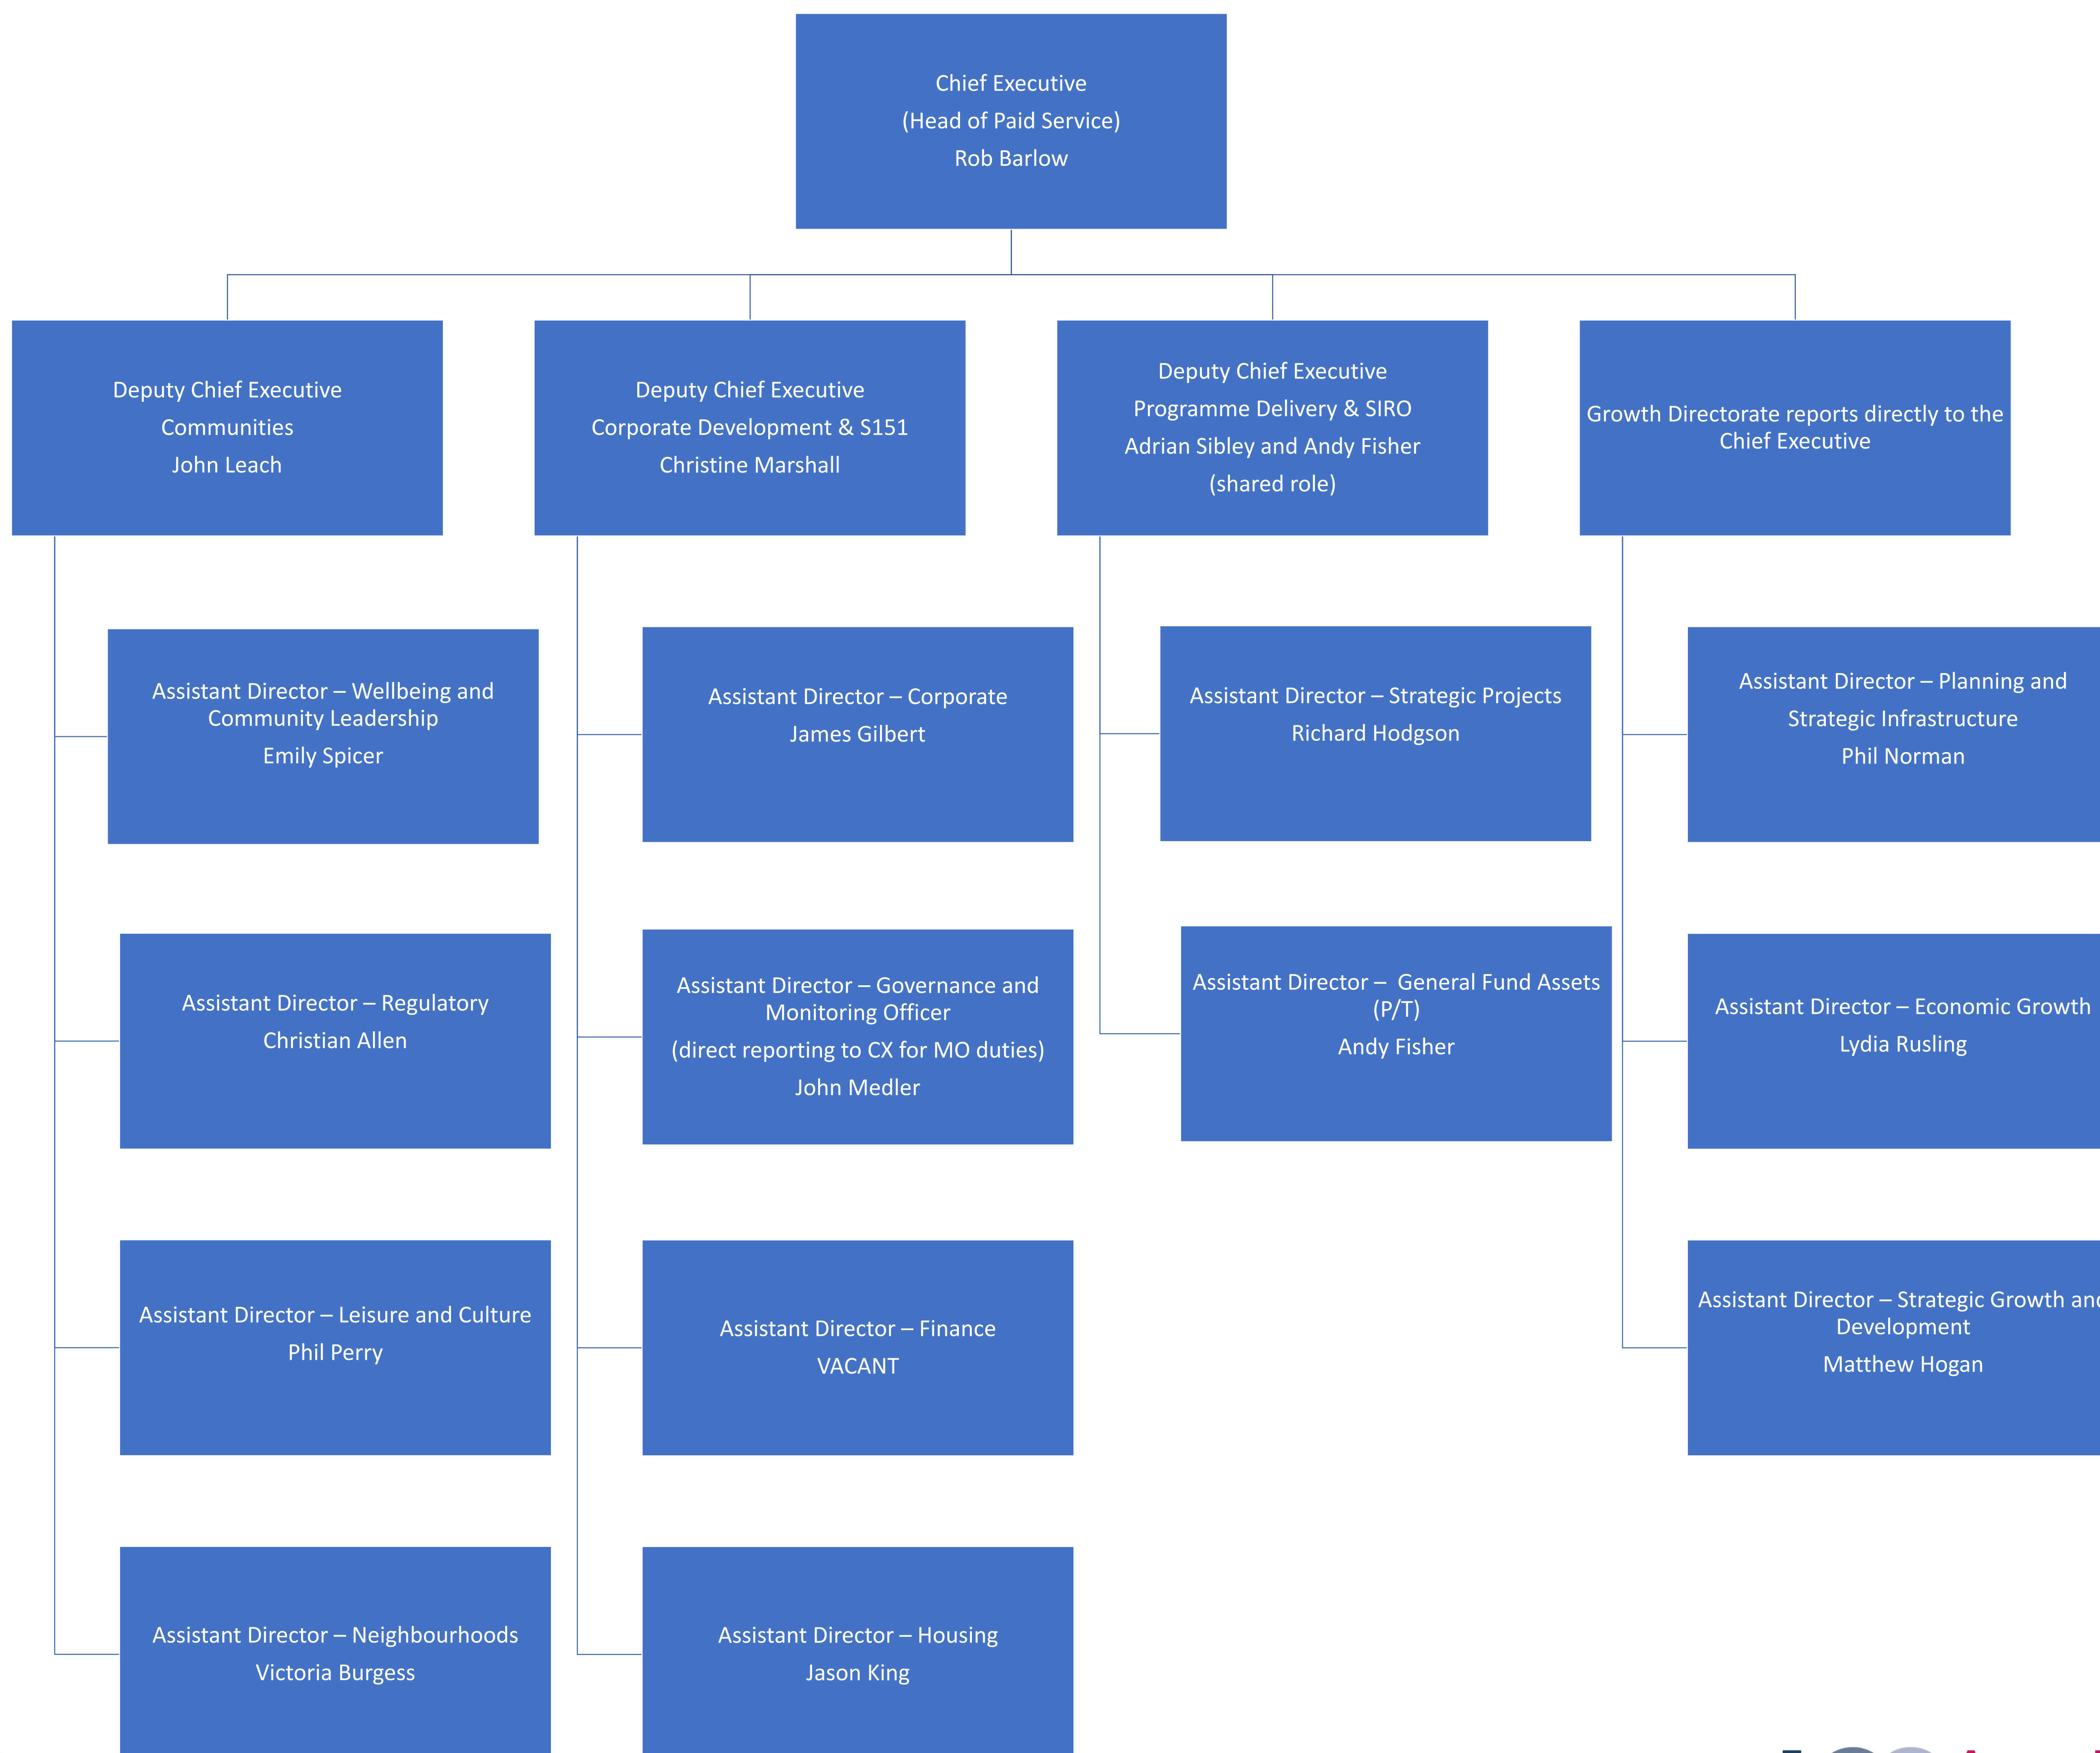 Chief Executive
(Head of Paid Service)
Rob Barlow
Deputy Chief Executive
Communities
John Leach
Deputy Chief Executive
Corporate Development & S151
Christine Marshall
Deputy Chief Executive
Programme Delivery & SIRO
Adrian Sibley and Andy Fisher
(shared role)
Growth Directorate reports directly to the
Chief Executive
Assistant Director – Wellbeing and
Community Leadership
Emily Spicer
Assistant Director – Corporate
James Gilbert
Assistant Director – Strategic Projects
Richard Hodgson
Assistant Director – Planning and
Strategic Infrastructure
Phil Norman
Assistant Director – Regulatory
Christian Allen
Assistant Director – Governance and
Monitoring Officer
(direct reporting to CX for MO duties)
John Medler
Assistant Director – General Fund Assets
(P/T)
Andy Fisher
Assistant Director – Economic Growth
Lydia Rusling
Assistant Director – Leisure and Culture
Phil Perry
Assistant Director – Finance
VACANT
Assistant Director – Strategic Growth and
Development
Matthew Hogan
Assistant Director – Neighbourhoods
Victoria Burgess
Assistant Director – Housing
Jason King